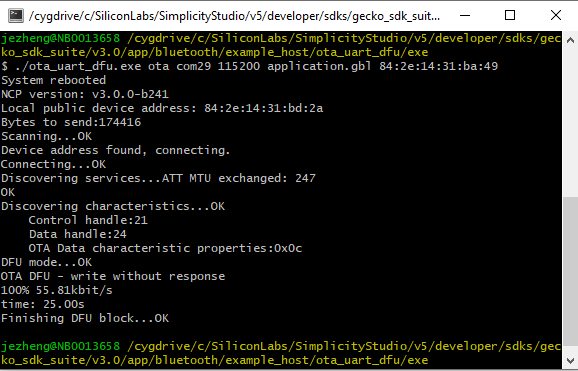 /cygdrive/c/SiliconLabs/SimplicityStudio/v5/developer/sdks/gecko_sdk_suit...
jezheng@NB0013658 /cygdrive/c/SiliconLabs/SimplicityStudio/v5/developer/sdks/gec
ko_sdk_suite/v3.0/app/bluetooth/example_host/ota_uart_dfu/exe
$ ./ota_uart_dfu.exe ota com29 115200 application.gbl 84:2e:14:31:ba:49
System rebooted
NCP version: v3.0.0-b241
Local public device address: 84:2e:14:31:bd:2a
Bytes to send:174416
Scanning...OK
Device address found, connecting.
Connecting...OK
Discovering services...ATT MTU exchanged: 247
OK
Discovering characteristics...OK
Control handle:21
Data handle:24
OTA Data characteristic properties:0x0c
DFU mode...OK
OTA DFU - write without response
100% 55.81kbit/s
time: 25.00s
Finishing DFU block...OK
jezheng@NB0013658 /cygdrive/c/SiliconLabs/SimplicityStudio/v5/developer/sdks/gec
ko_sdk_suite/v3.0/app/bluetooth/example_host/ota_uart_dfu/exe